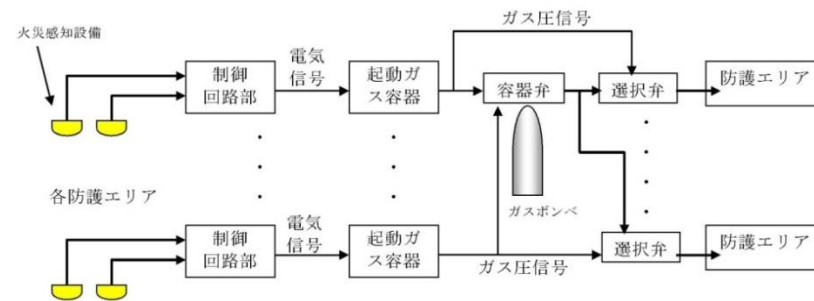 火災感知設備
制御
回路部
電気
信号
起動ガ
ス容器
ガス圧信号
容器弁
選択弁
防護エリア
ガスボンベ
各防護エリア
制御
回路部
電気
信号
起動ガ
ス容器
ガス圧信号
選択弁
防護エリア